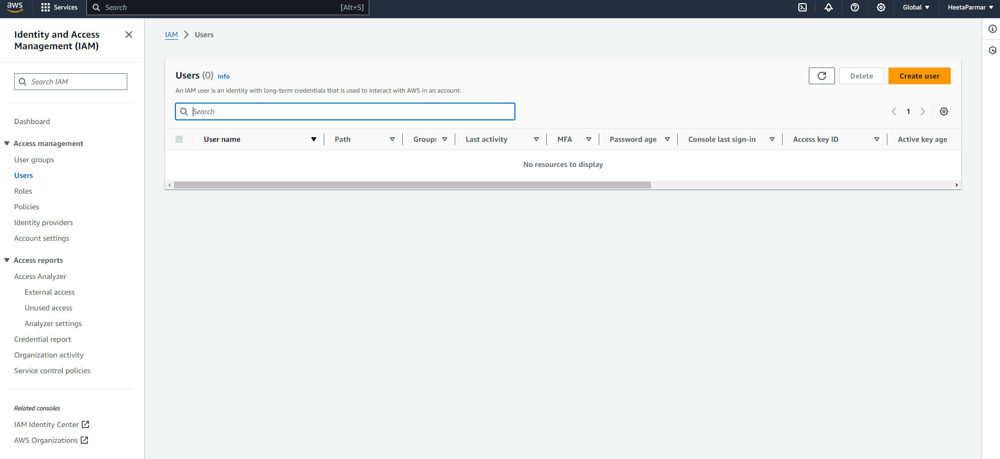 aws
Services
Search
[Alt+S]
Global
HeetaParmar
Identity and Access
Management (IAM)
Search IAM
Dashboard
Access management
User groups
Users
Roles
Policies
Identity providers
Account settings
Access reports
Access Analyzer
External access
Unused access
Analyzer settings
Credential report
Organization activity
Service control policies
Related consoles
IAM Identity Center
AWS Organizations
IAM > Users
Users (0) Info
Delete
Create user
An IAM user is an identity with long-term credentials that is used to interact with AWS in an account.
Search
1
User name
Path
Groups
Last activity
MFA
Password age
Console last sign-in
Access key ID
Active key age
No resources to display